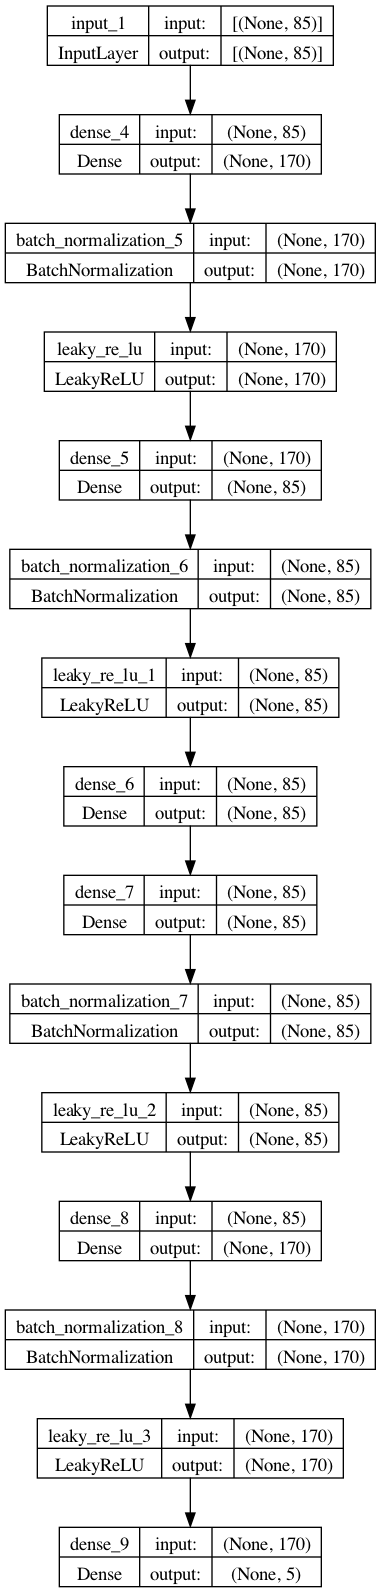 input_1 input: [(None, 85)]
InputLayer output: [(None, 85)]
dense_4 input: (None, 85)
Dense output: (None, 170)
batch_normalization_5 input: (None, 170)
BatchNormalization output: (None, 170)
leaky_re_lu input: (None, 170)
LeakyReLU output: (None, 170)
dense_5 input: (None, 170)
Dense output: (None, 85)
batch_normalization_6 input: (None, 85)
BatchNormalization output: (None, 85)
leaky_re_lu_1 input: (None, 85)
LeakyReLU output: (None, 85)
dense_6 input: (None, 85)
Dense output: (None, 85)
dense_7 input: (None, 85)
Dense output: (None, 85)
batch_normalization_7 input: (None, 85)
BatchNormalization output: (None, 85)
leaky_re_lu_2 input: (None, 85)
LeakyReLU output: (None, 85)
dense_8 input: (None, 85)
Dense output: (None, 170)
batch_normalization_8 input: (None, 170)
BatchNormalization output: (None, 170)
leaky_re_lu_3 input: (None, 170)
LeakyReLU output: (None, 170)
dense_9 input: (None, 170)
Dense output: (None, 5)